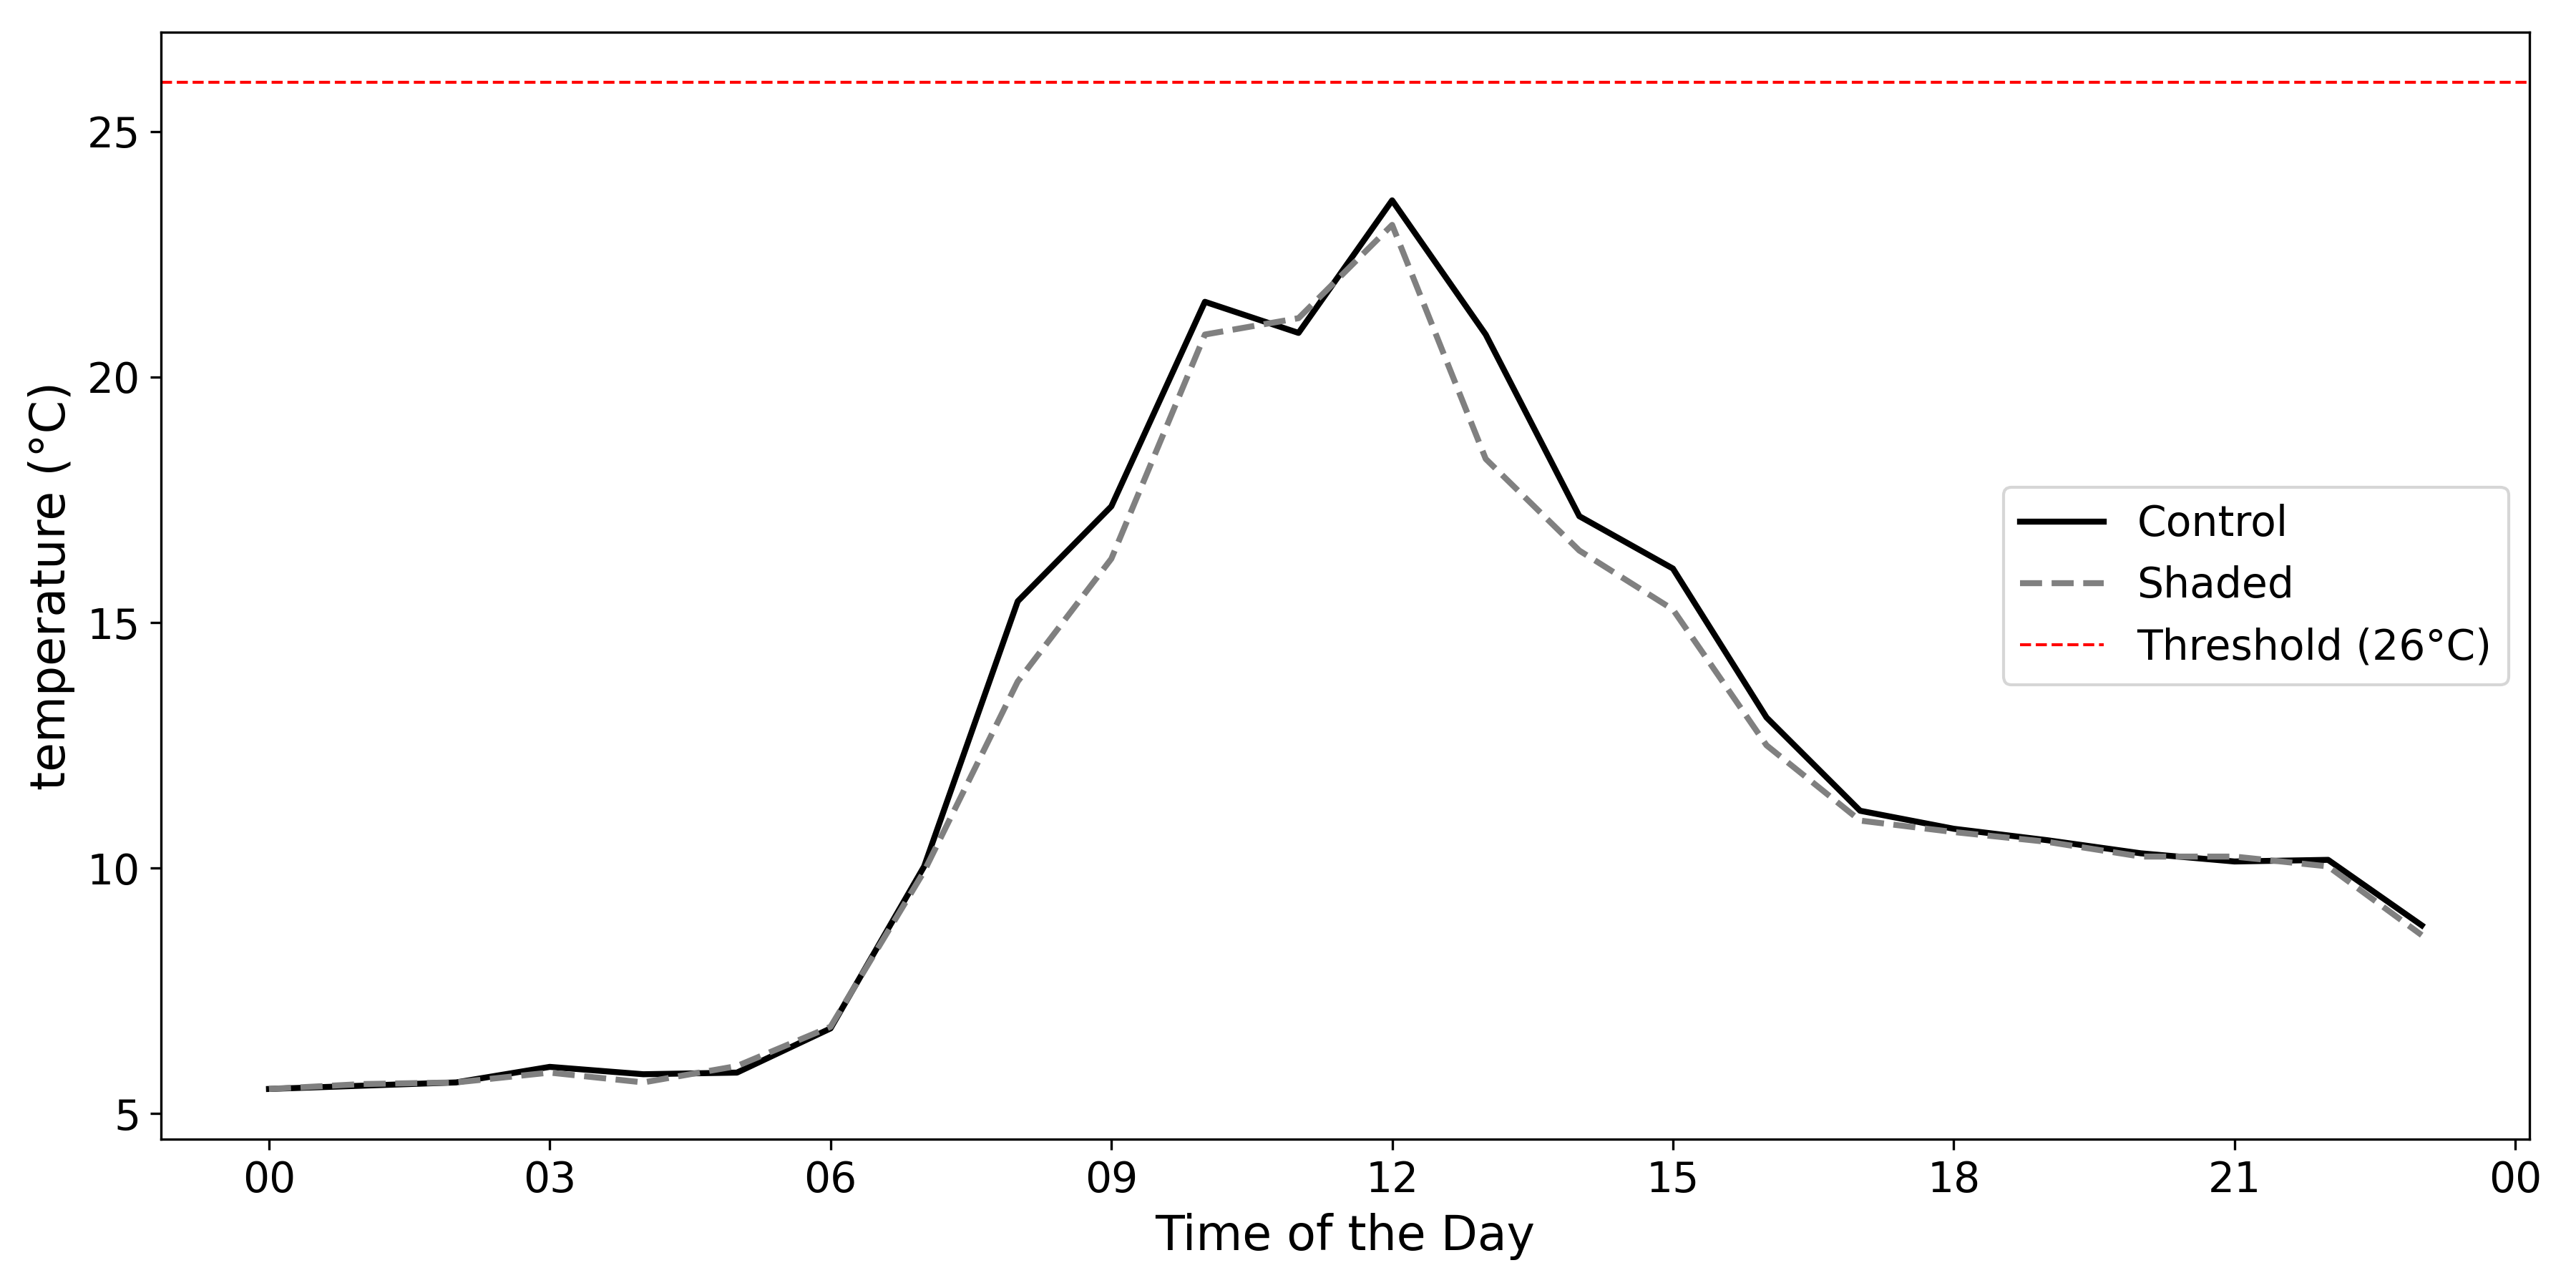 temperature (°C)
25
20
15
10
5
Control
Shaded
Threshold (26°C)
00 03 06 09 12 15 18 21 00
Time of the Day